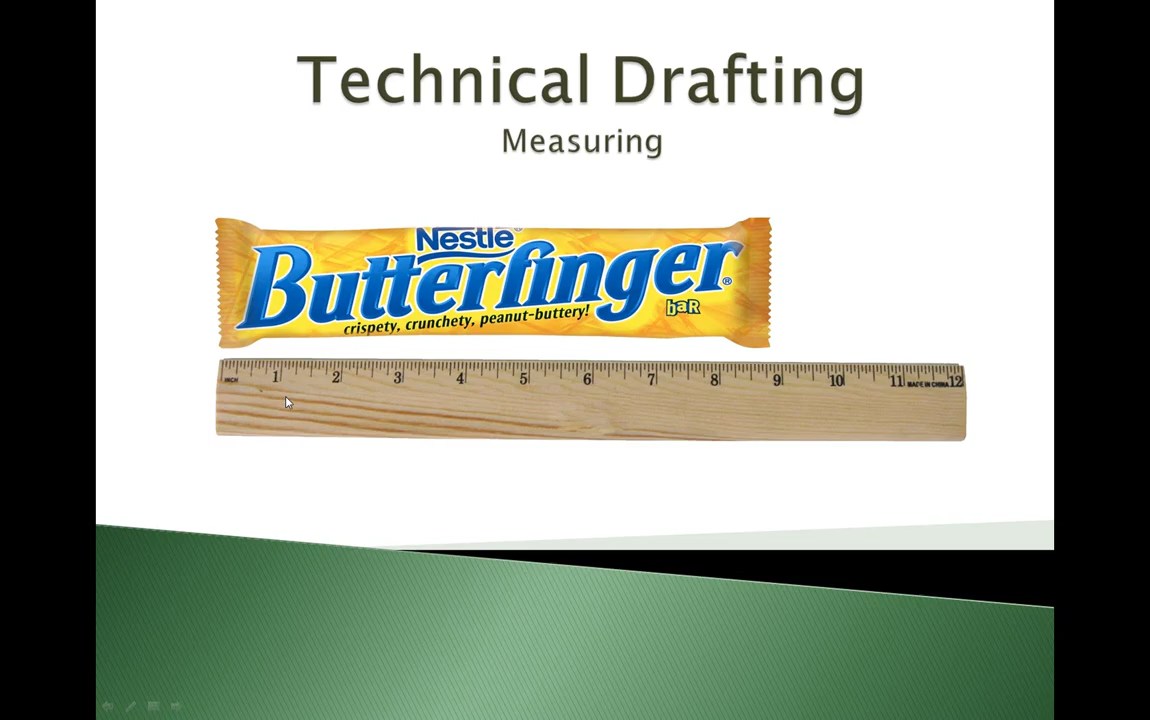 Technical Drafting
Measuring
Nestle
Butterfinger®
crispety, crunchety, peanut-buttery!
baR
INCH 1 2 3 4 5 6 7 8 9 10 11 MADE IN CHINA 12